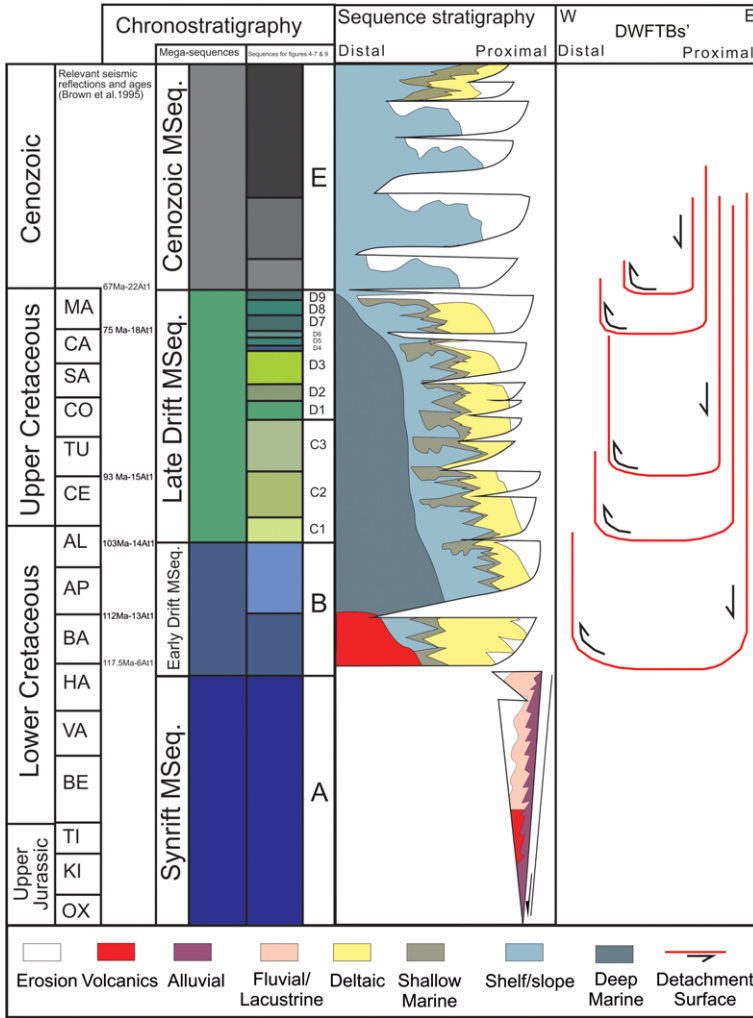 Chronostratigraphy
Sequence stratigraphy
W
E
DWFTBs'
Mega-sequences
Sequences for figures 4-7 & 9
Distal
Proximal
Distal
Proximal
Relevant seismic
reflections and ages
(Brown et al.1995)
Cenozoic
Cenozoic MSeq.
E
67Ma-22At1
Upper Cretaceous
MA
75 Ma-18At1
CA
SA
CO
TU
93 Ma-15At1
CE
Late Drift MSeq.
D9
D8
D7
D6
D5
D4
D3
D2
D1
C3
C2
C1
Lower Cretaceous
AL
103Ma-14At1
AP
112Ma-13At1
BA
117.5Ma-6At1
HA
VA
BE
Early Drift MSeq.
B
Synrift MSeq.
A
Upper
Jurassic
TI
KI
OX
Erosion
Volcanics
Alluvial
Fluvial/
Lacustrine
Deltaic
Shallow
Marine
Shelf/slope
Deep
Marine
Detachment
Surface